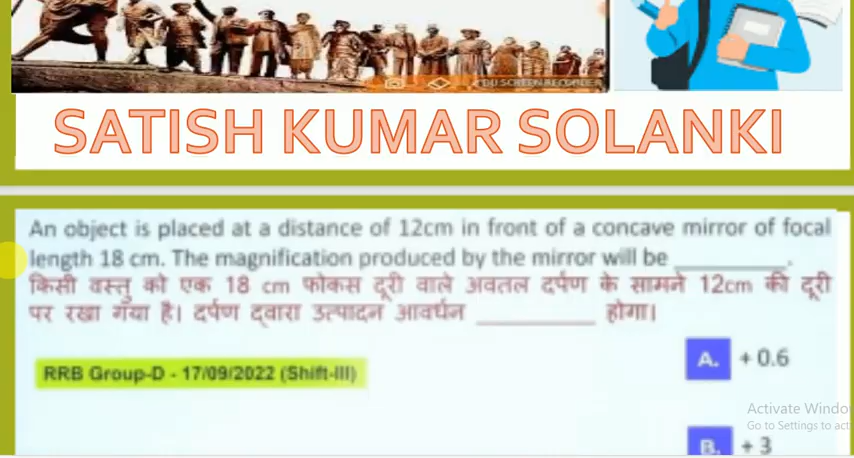 SATISH KUMAR SOLANKI
An object is placed at a distance of 12cm in front of a concave mirror of focal
length 18 cm. The magnification produced by the mirror will be __________.
किसी वस्तु को एक 18 cm फोकस दूरी वाले अवतल दर्पण के सामने 12cm की दूरी
पर रखा गया है। दर्पण द्वारा उत्पादन आवर्धन __________ होगा।
RRB Group-D - 17/09/2022 (Shift-III)
A. + 0.6
Activate Windo
Go to Settings to act
B. + 3